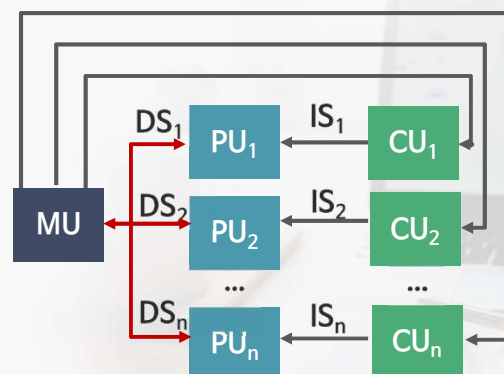 DS₁ PU₁ IS₁ CU₁
MU DS₂ PU₂ IS₂ CU₂
... ...
DSₙ PUₙ ISₙ CUₙ